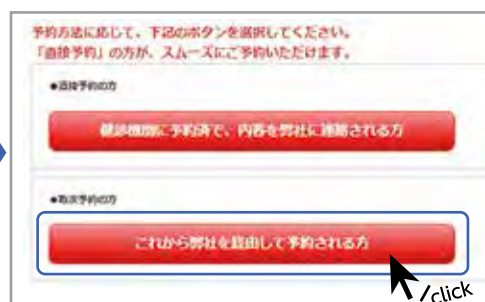 予約方法に応じて、下記のボタンを選択してください。
「直接予約」の方が、スムーズにご予約いただけます。
●直接予約の方
健診機関に予約済で、内容を弊社に連絡される方
●取次予約の方
これから弊社を経由して予約される方
click